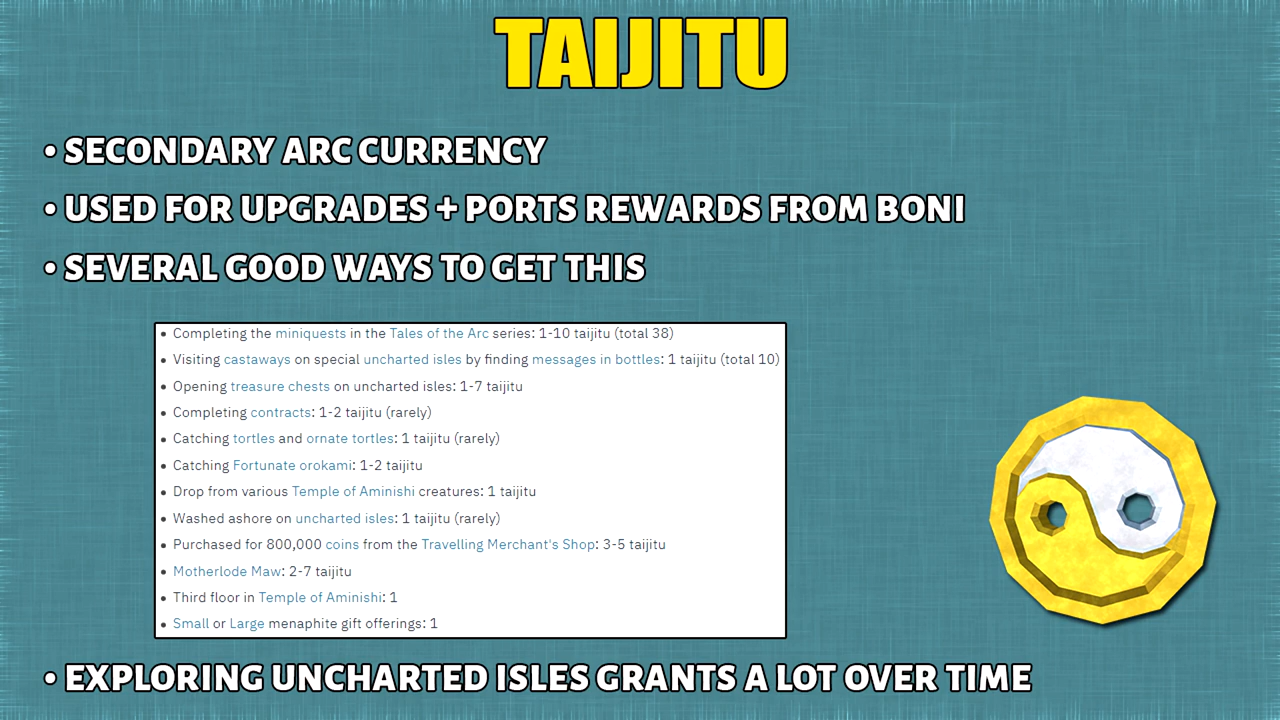 TAIJITU
• SECONDARY ARC CURRENCY
• USED FOR UPGRADES + PORTS REWARDS FROM BONI
• SEVERAL GOOD WAYS TO GET THIS
• Completing the miniquests in the Tales of the Arc series: 1-10 taijitu (total 38)
• Visiting castaways on special uncharted isles by finding messages in bottles: 1 taijitu (total 10)
• Opening treasure chests on uncharted isles: 1-7 taijitu
• Completing contracts: 1-2 taijitu (rarely)
• Catching tortles and ornate tortles: 1 taijitu (rarely)
• Catching Fortunate orokami: 1-2 taijitu
• Drop from various Temple of Aminishi creatures: 1 taijitu
• Washed ashore on uncharted isles: 1 taijitu (rarely)
• Purchased for 800,000 coins from the Travelling Merchant's Shop: 3-5 taijitu
• Motherlode Maw: 2-7 taijitu
• Third floor in Temple of Aminishi: 1
• Small or Large menaphite gift offerings: 1
• EXPLORING UNCHARTED ISLES GRANTS A LOT OVER TIME